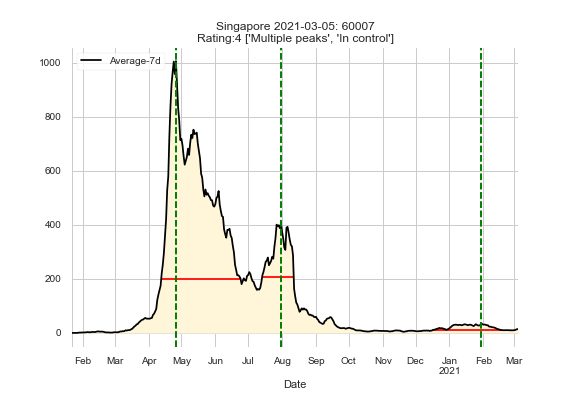 Singapore 2021-03-05: 60007
Rating:4 ['Multiple peaks', 'In control']
Average-7d
1000
800
600
400
200
0
Feb Mar Apr May Jun Jul Aug Sep Oct Nov Dec Jan Feb Mar
2021
Date